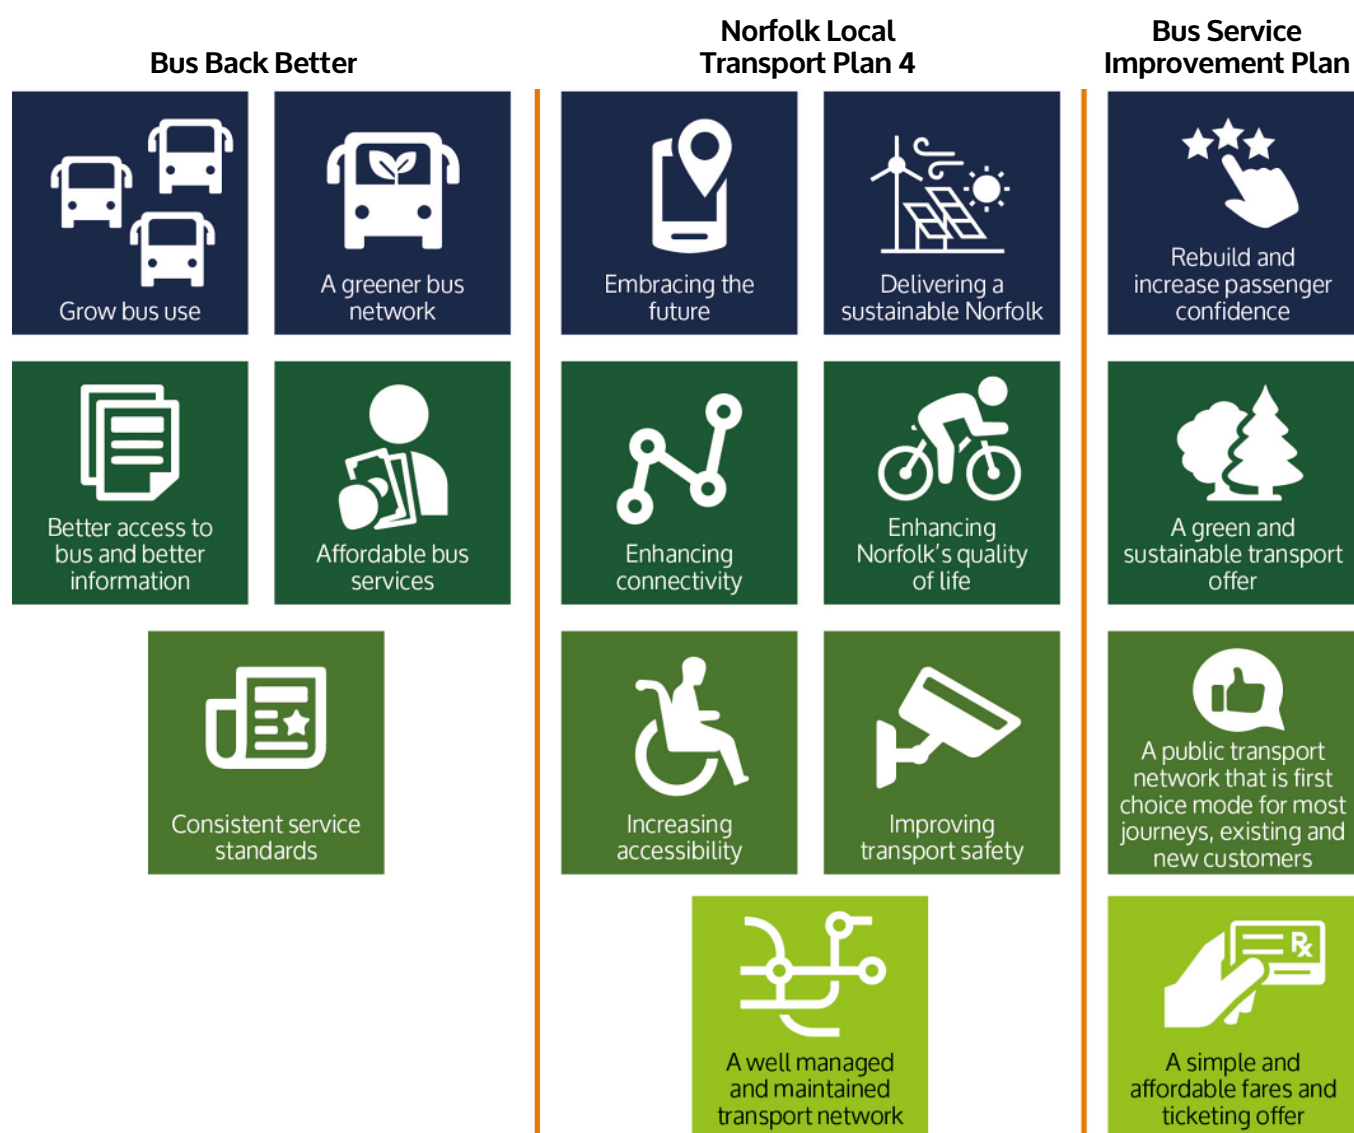 Bus Back Better
Grow bus use
A greener bus
network
Better access to
bus and better
information
Affordable bus
services
Consistent service
standards
Norfolk Local
Transport Plan 4
Embracing the
future
Delivering a
sustainable Norfolk
Enhancing
connectivity
Enhancing
Norfolk's quality
of life
Increasing
accessibility
Improving
transport safety
A well managed
and maintained
transport network
Bus Service
Improvement Plan
Rebuild and
increase passenger
confidence
A green and
sustainable transport
offer
A public transport
network that is first
choice mode for most
journeys, existing and
new customers
Rx
A simple and
affordable fares and
ticketing offer